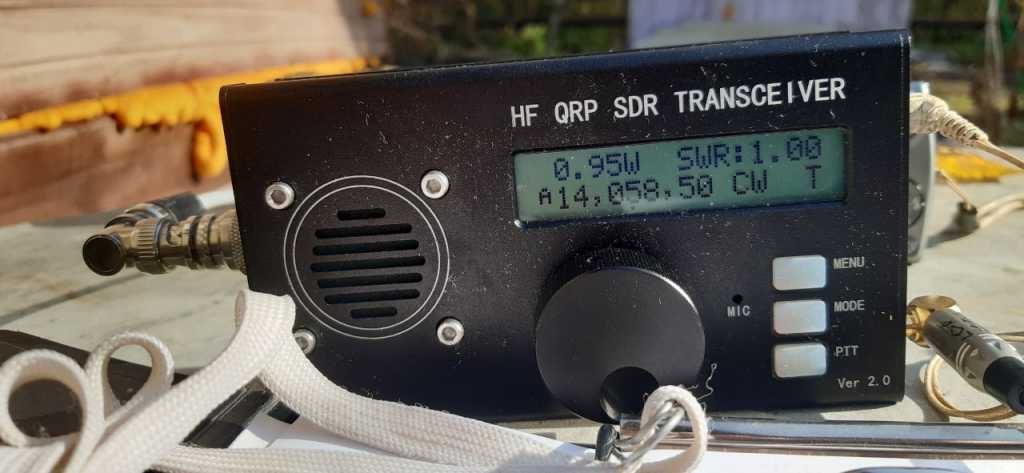 HF QRP SDR TRANSCEIVER
0.95W SWR:1.00
A14,058,50 CW T
MENU
MIC
MODE
PTT
Ver 2.0